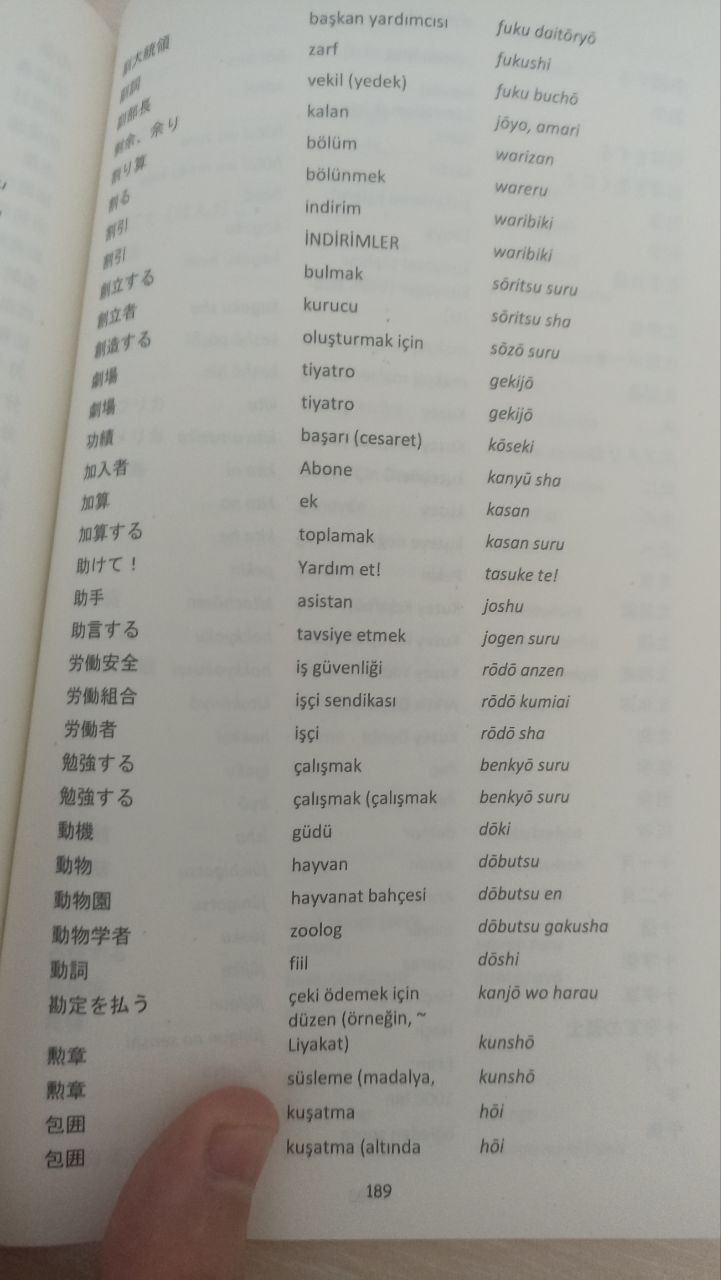 副大統領 başkan yardımcısı fuku daitōryō
副詞 zarf fukushi
副部長 vekil (yedek) fuku buchō
剰余、余り kalan jōyo, amari
割り算 bölüm warizan
割る bölünmek wareru
割引 indirim waribiki
割引 İNDİRİMLER waribiki
創立する bulmak sōritsu suru
創立者 kurucu sōritsu sha
創造する oluşturmak için sōzō suru
劇場 tiyatro gekijō
劇場 tiyatro gekijō
功績 başarı (cesaret) kōseki
加入者 Abone kanyū sha
加算 ek kasan
加算する toplamak kasan suru
助けて！ Yardım et! tasuke te!
助手 asistan joshu
助言する tavsiye etmek jogen suru
労働安全 iş güvenliği rōdō anzen
労働組合 işçi sendikası rōdō kumiai
労働者 işçi rōdō sha
勉強する çalışmak benkyō suru
勉強する çalışmak (çalışmak benkyō suru
動機 güdü dōki
動物 hayvan dōbutsu
動物園 hayvanat bahçesi dōbutsu en
動物学者 zoolog dōbutsu gakusha
動詞 fiil dōshi
勘定を払う çeki ödemek için kanjō wo harau
düzen (örneğin, ~
勲章 Liyakat) kunshō
勲章 süsleme (madalya, kunshō
包囲 kuşatma hōi
包囲 kuşatma (altında hōi
189